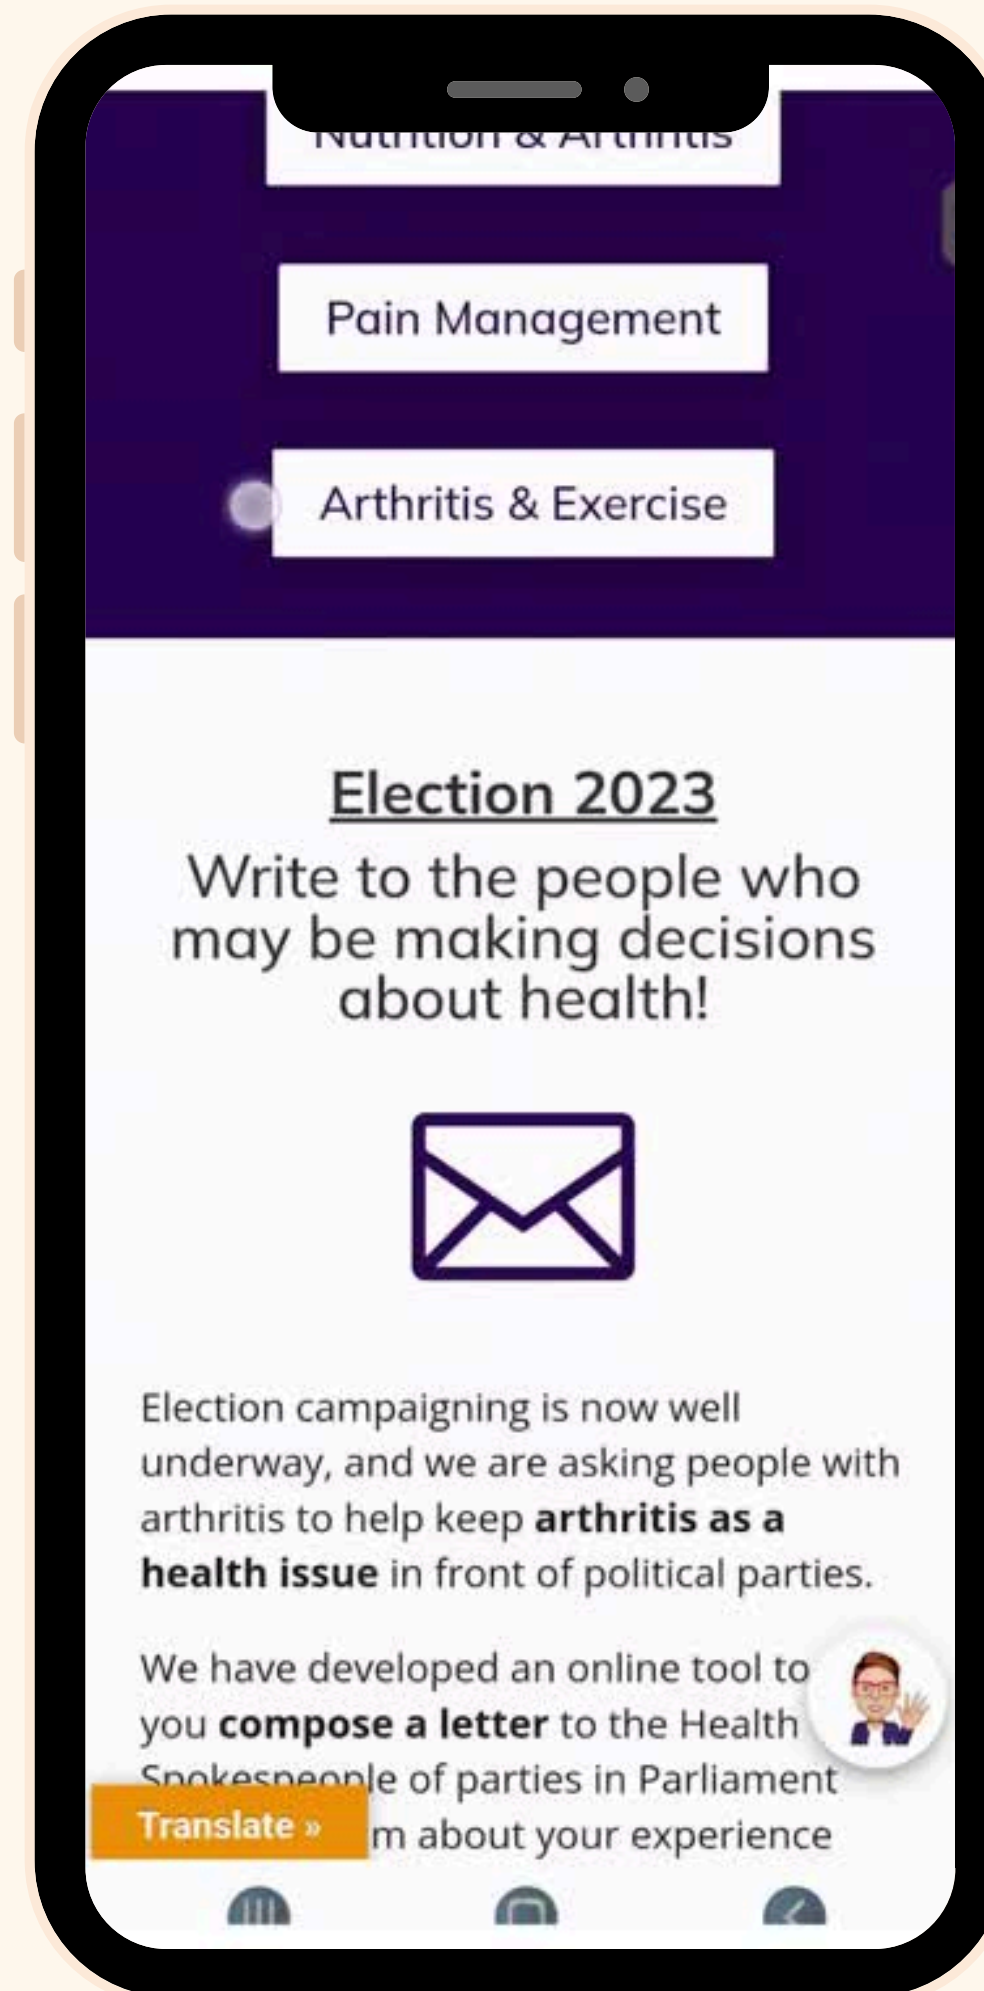 Nutrition & Arthritis
Pain Management
Arthritis & Exercise
Election 2023
Write to the people who
may be making decisions
about health!
Election campaigning is now well
underway, and we are asking people with
arthritis to help keep arthritis as a
health issue in front of political parties.
We have developed an online tool to
you compose a letter to the Health
Spokespeople of parties in Parliament
Translate » m about your experience